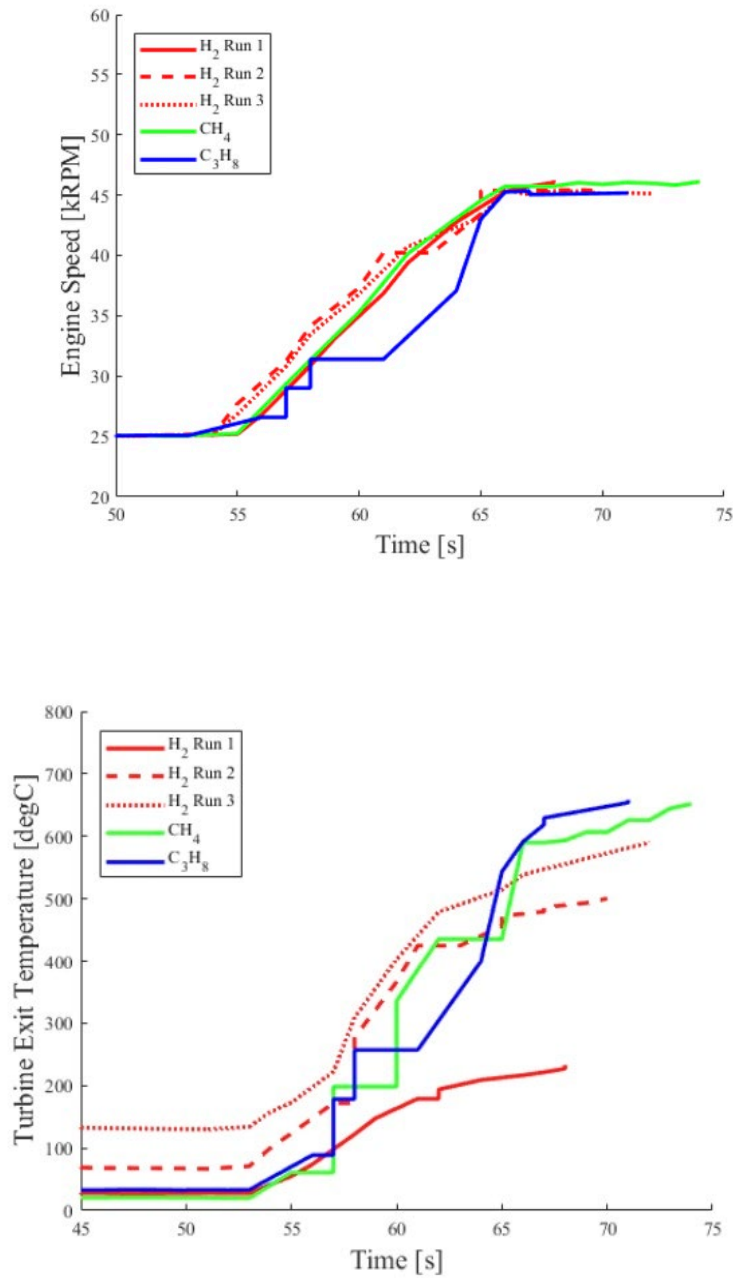 60
55
50
45
40
35
30
25
20
Engine Speed [kRPM]
H2 Run 1
H2 Run 2
H2 Run 3
CH4
C3H8
50 55 60 65 70 75
Time [s]
800
700
600
500
400
300
200
100
0
Turbine Exit Temperature [degC]
H2 Run 1
H2 Run 2
H2 Run 3
CH4
C3H8
45 50 55 60 65 70 75
Time [s]